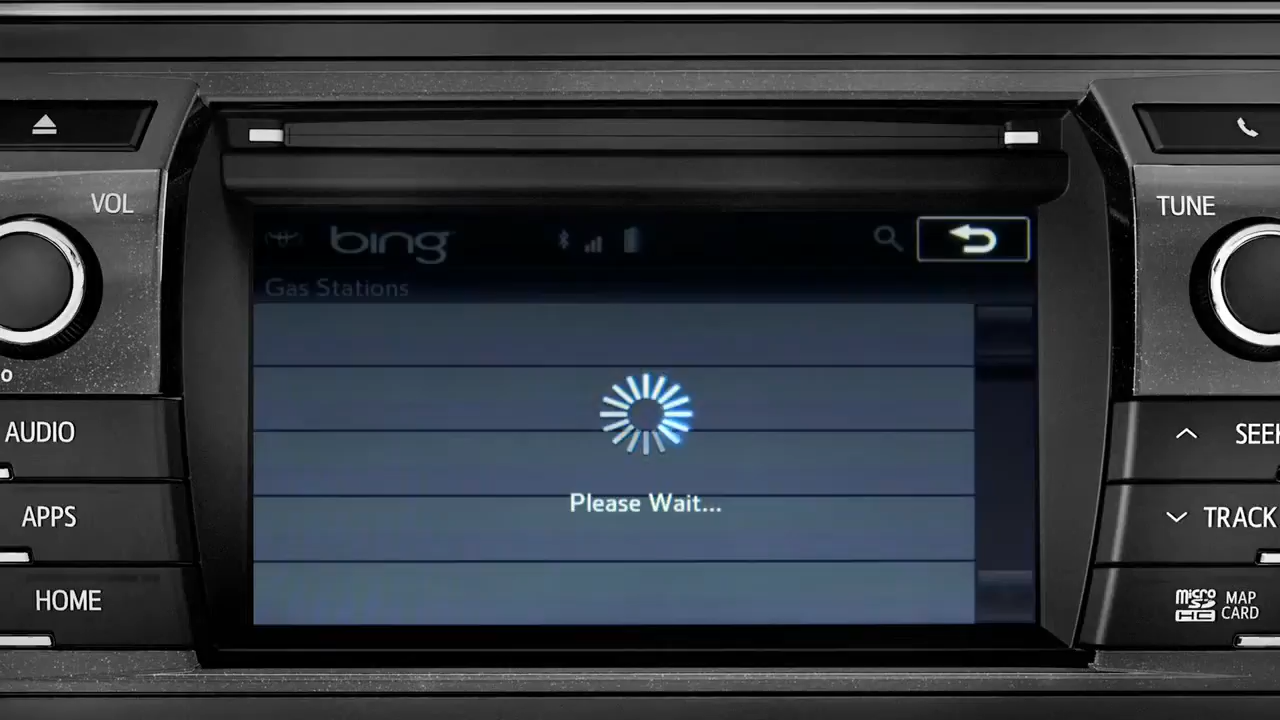 VOL
TUNE
bing
Gas Stations
Please Wait...
AUDIO
APPS
HOME
SEEK
TRACK
micro SD HC
MAP
CARD